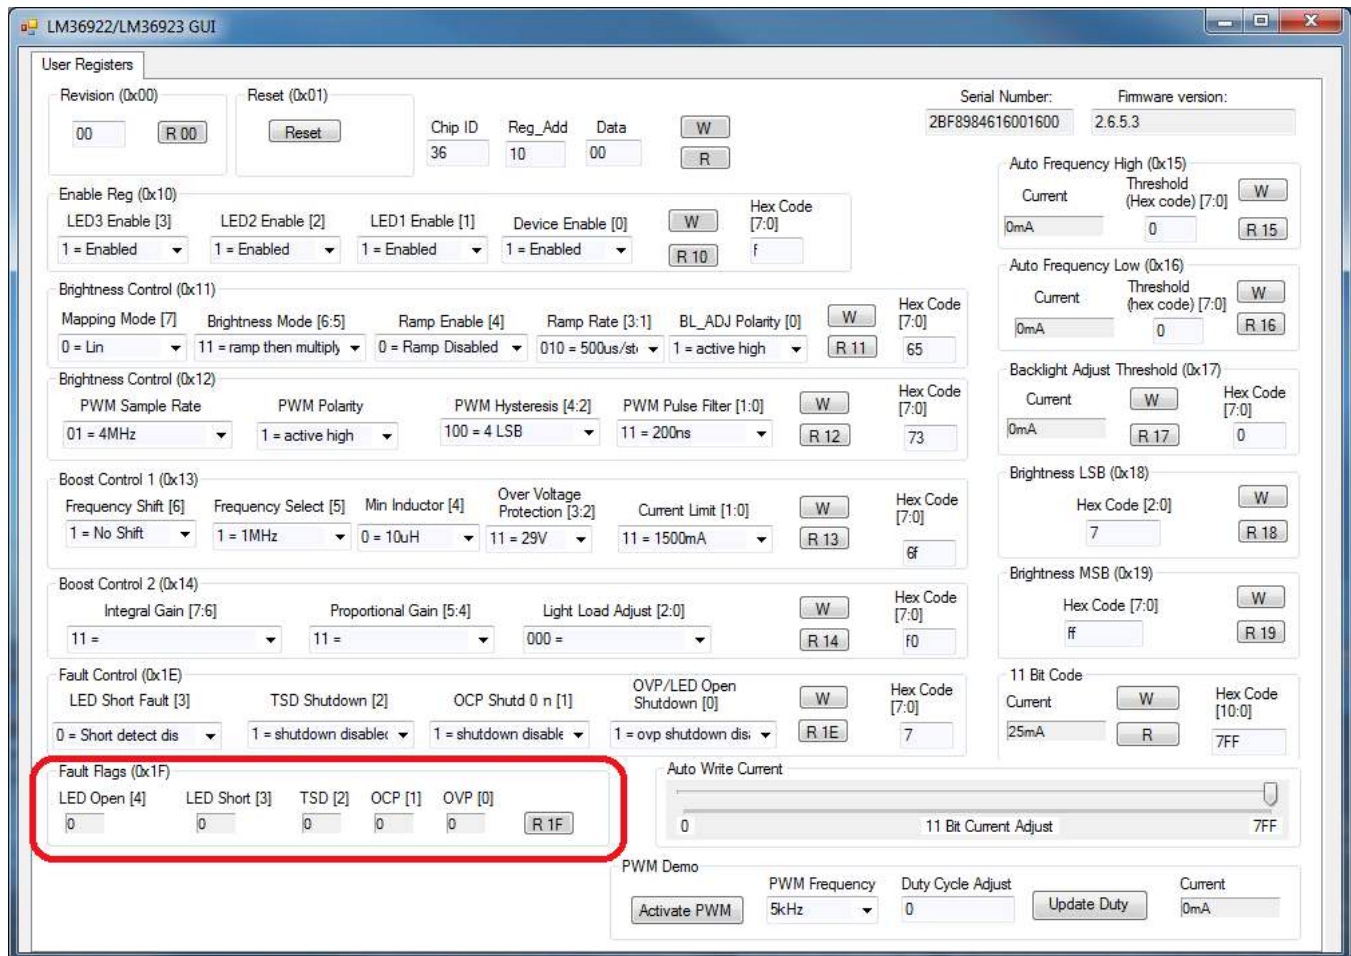 LM36922/LM36923 GUI
User Registers
Revision (0x00)
00
R 00
Reset (0x01)
Reset
Chip ID
36
Reg_Add
10
Data
00
W
R
Serial Number:
2BF8984616001600
Firmware version:
2.6.5.3
Enable Reg (0x10)
LED3 Enable [3]
1 = Enabled
LED2 Enable [2]
1 = Enabled
LED1 Enable [1]
1 = Enabled
Device Enable [0]
1 = Enabled
W
R 10
Hex Code
[7:0]
f
Brightness Control (0x11)
Mapping Mode [7]
0 = Lin
Brightness Mode [6:5]
11 = ramp then multiply
Ramp Enable [4]
0 = Ramp Disabled
Ramp Rate [3:1]
010 = 500us/st
BL_ADJ Polarity [0]
1 = active high
W
R 11
Hex Code
[7:0]
65
Brightness Control (0x12)
PWM Sample Rate
01 = 4MHz
PWM Polarity
1 = active high
PWM Hysteresis [4:2]
100 = 4 LSB
PWM Pulse Filter [1:0]
11 = 200ns
W
R 12
Hex Code
[7:0]
73
Boost Control 1 (0x13)
Frequency Shift [6]
1 = No Shift
Frequency Select [5]
1 = 1MHz
Min Inductor [4]
0 = 10uH
Over Voltage
Protection [3:2]
11 = 29V
Current Limit [1:0]
11 = 1500mA
W
R 13
Hex Code
[7:0]
6f
Boost Control 2 (0x14)
Integral Gain [7:6]
11 =
Proportional Gain [5:4]
11 =
Light Load Adjust [2:0]
000 =
W
R 14
Hex Code
[7:0]
f0
Fault Control (0x1E)
LED Short Fault [3]
0 = Short detect dis
TSD Shutdown [2]
1 = shutdown disablec
OCP Shutd 0 n [1]
1 = shutdown disable
OVP/LED Open
Shutdown [0]
1 = ovp shutdown dis
W
R 1E
Hex Code
[7:0]
7
Fault Flags (0x1F)
LED Open [4]
0
LED Short [3]
0
TSD [2]
0
OCP [1]
0
OVP [0]
0
R 1F
Auto Frequency High (0x15)
Current
0mA
Threshold
(Hex code) [7:0]
0
W
R 15
Auto Frequency Low (0x16)
Current
0mA
Threshold
(hex code) [7:0]
0
W
R 16
Backlight Adjust Threshold (0x17)
Current
0mA
W
R 17
Hex Code
[7:0]
0
Brightness LSB (0x18)
Hex Code [2:0]
7
W
R 18
Brightness MSB (0x19)
Hex Code [7:0]
ff
W
R 19
11 Bit Code
Current
25mA
W
R
Hex Code
[10:0]
7FF
Auto Write Current
0
11 Bit Current Adjust
7FF
PWM Demo
Activate PWM
PWM Frequency
5kHz
Duty Cycle Adjust
0
Update Duty
Current
0mA